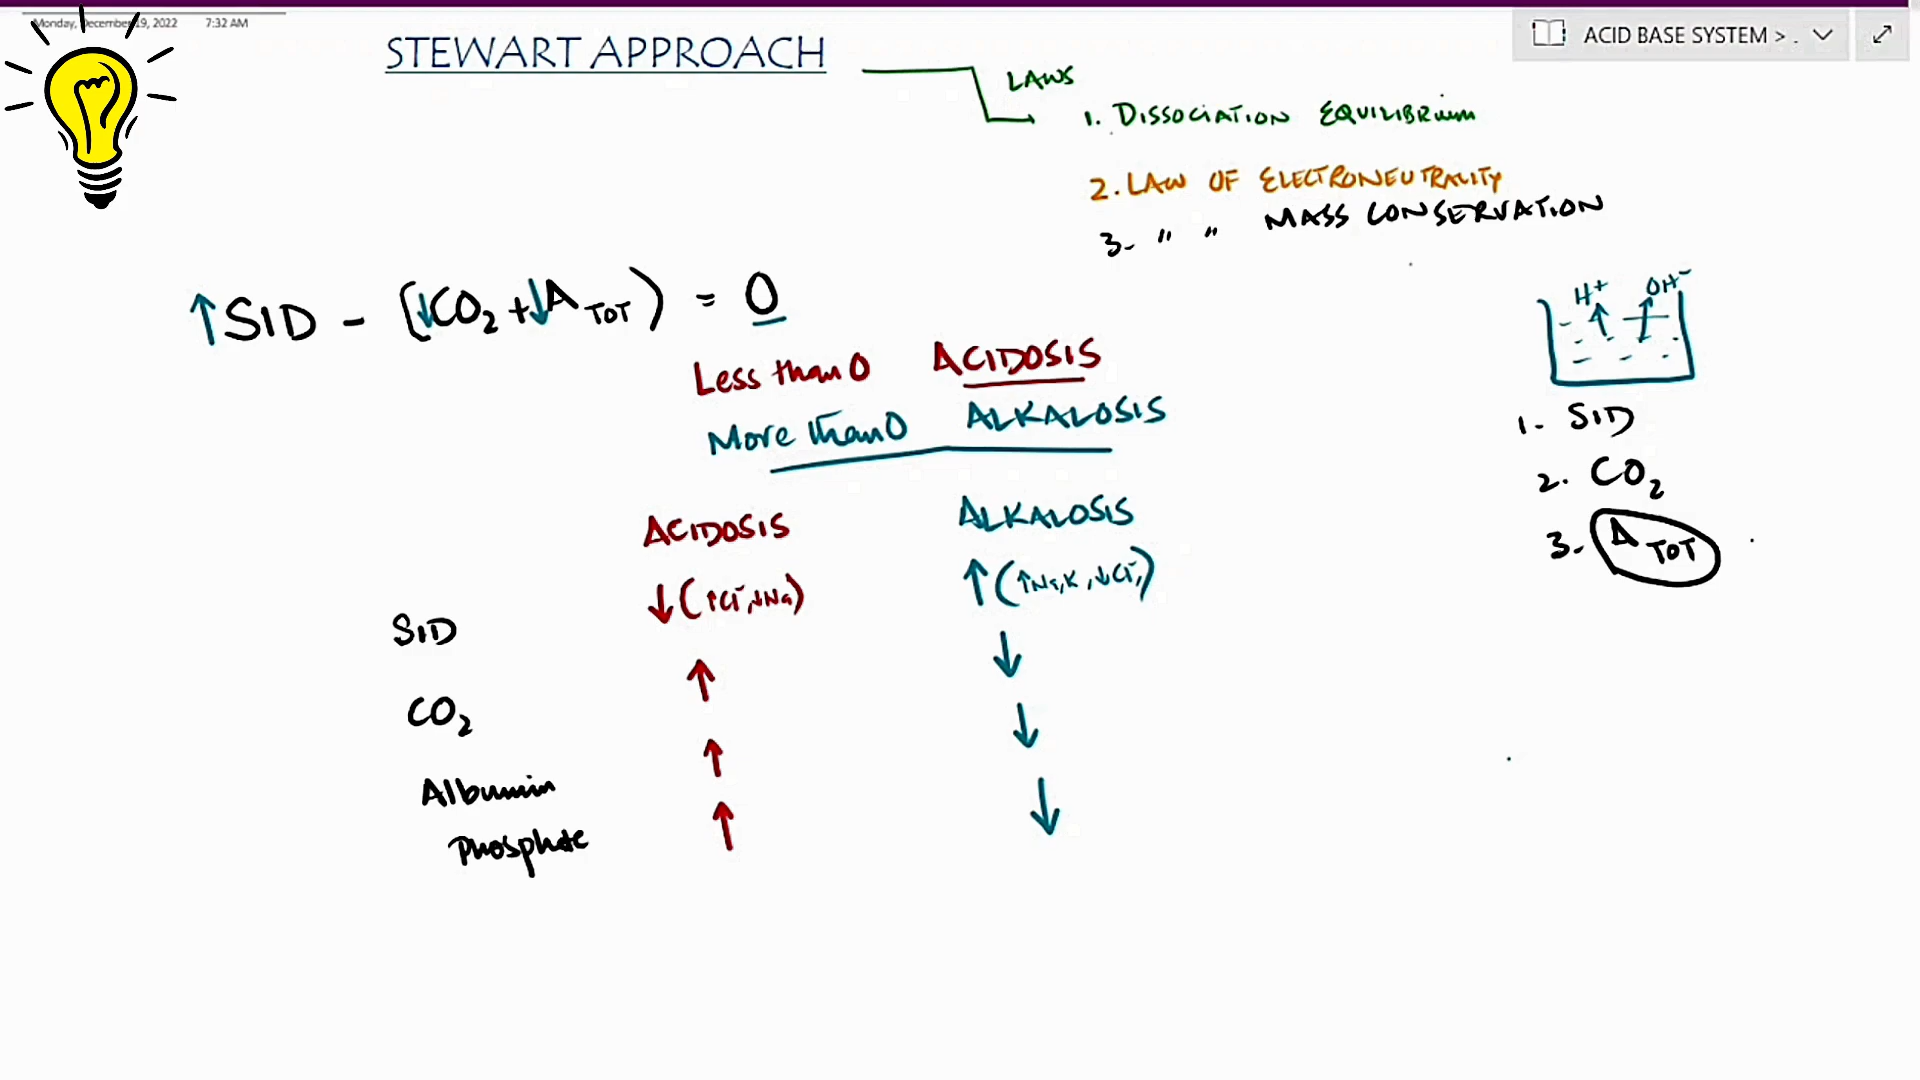 Monday, December 19, 2022 7:32 AM
ACID BASE SYSTEM > .
STEWART APPROACH
LAWS
1. DISSOCIATION EQUILIBRIUM
2. LAW OF ELECTRONEUTRALITY
3- " " MASS CONSERVATION
↑SID - (↓CO₂ + ↓A TOT) = 0
H+ ↑ OH-
Less than 0 ACIDOSIS
More than 0 ALKALOSIS
1. SID
2. CO₂
3. A TOT
ACIDOSIS ALKALOSIS
SID ↓(↑Cl⁻, ↓Na) ↑(↑Na, K, ↓Cl⁻,)
CO₂ ↑ ↓
Albumin ↑ ↓
Phosphate ↑ ↓